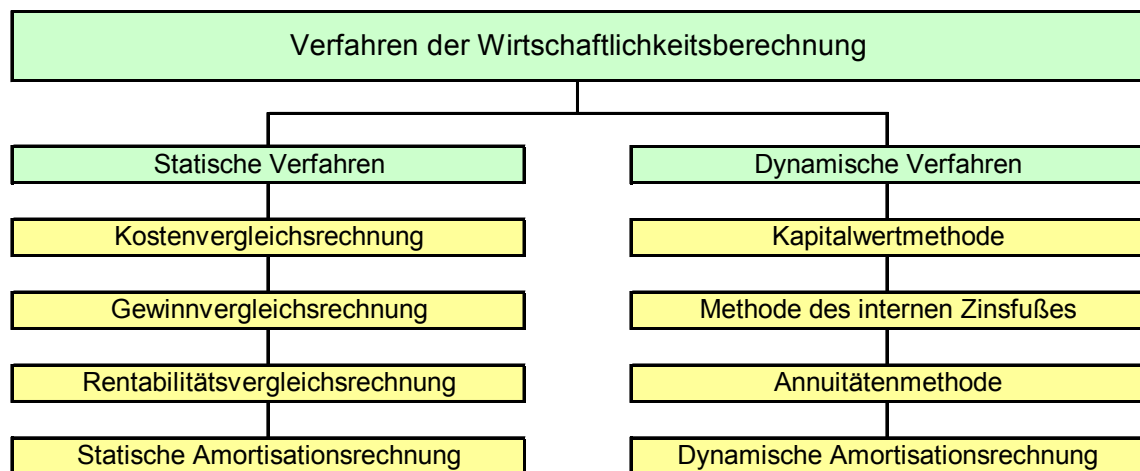 Verfahren der Wirtschaftlichkeitsberechnung
Statische Verfahren
Kostenvergleichsrechnung
Gewinnvergleichsrechnung
Rentabilitätsvergleichsrechnung
Statische Amortisationsrechnung
Dynamische Verfahren
Kapitalwertmethode
Methode des internen Zinsfußes
Annuitätenmethode
Dynamische Amortisationsrechnung